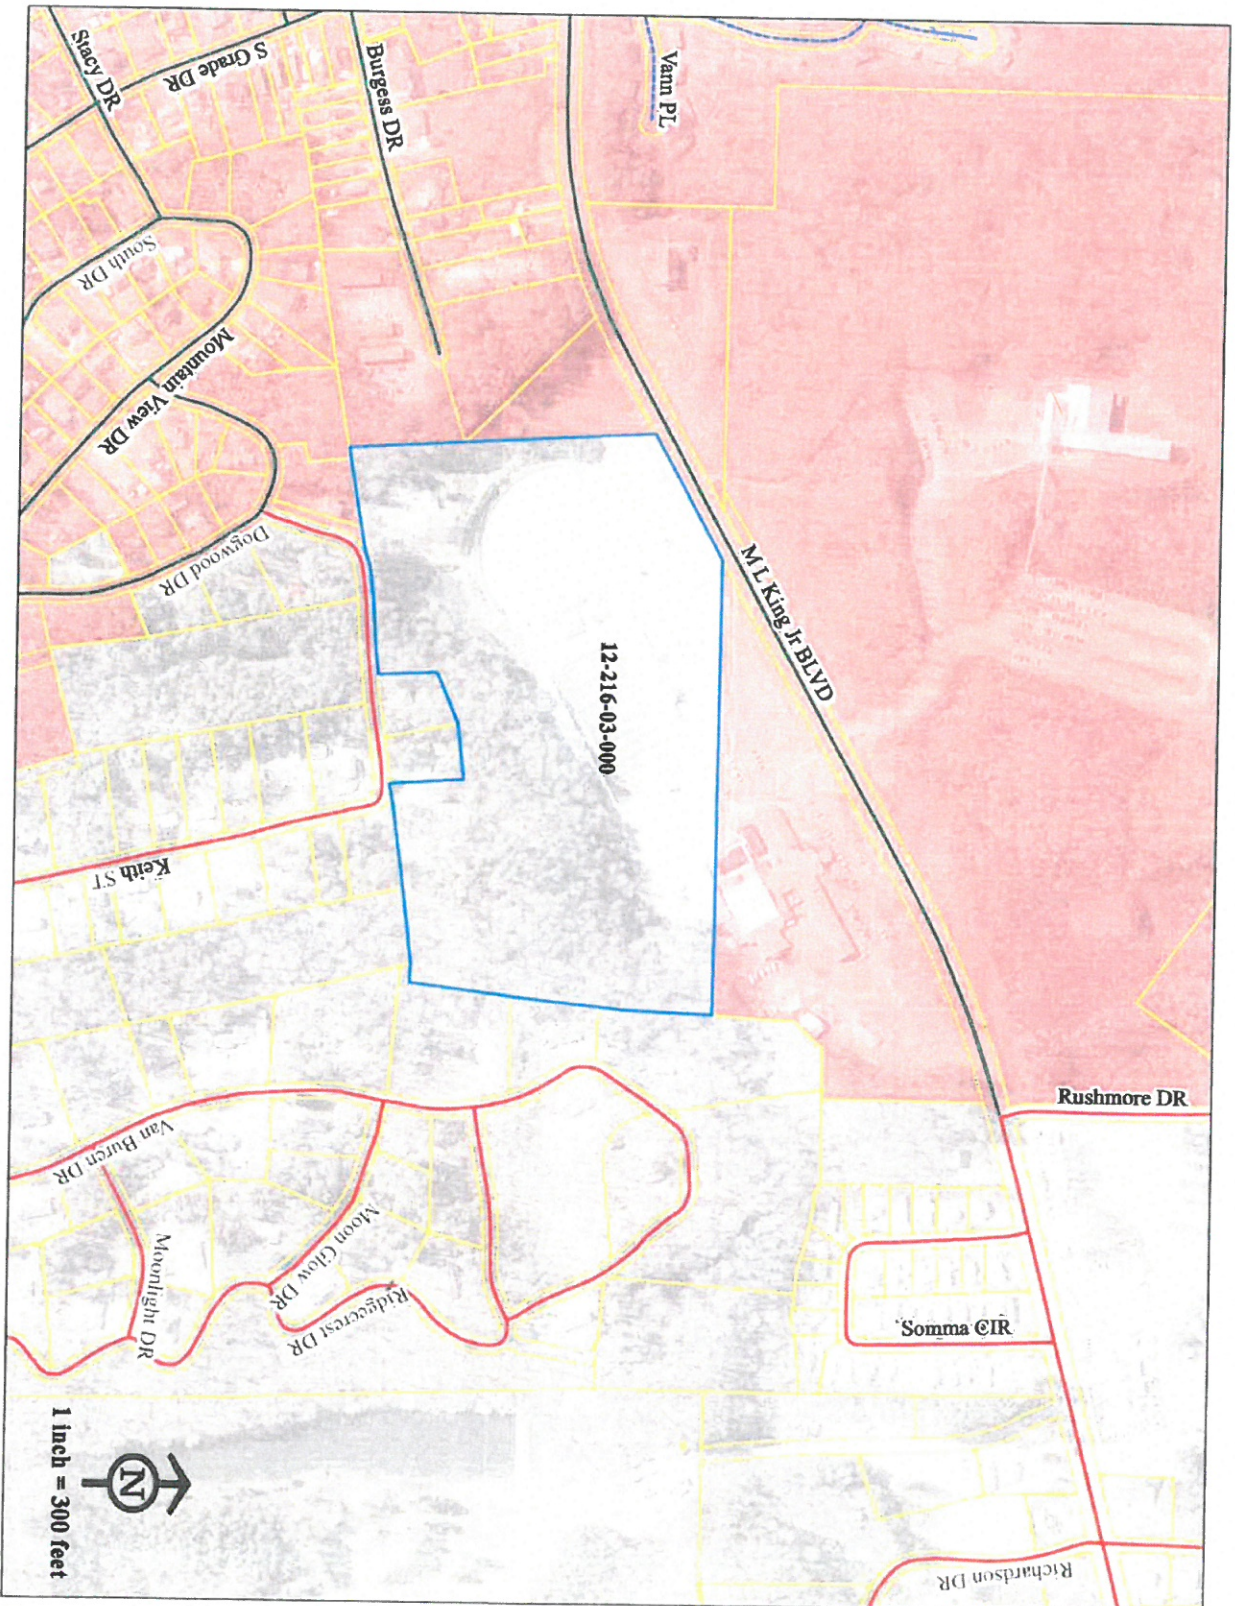 Stacy DR
S Grade DR
Burgess DR
Vann PL
South DR
Mountain View DR
Dogwood DR
M L King Jr BLVD
12-216-03-000
Keith ST
Rushmore DR
Van Buren DR
Moon Glow DR
Moonlight DR
Ridgecrest DR
Somma CIR
Richardson DR
N
1 inch = 300 feet